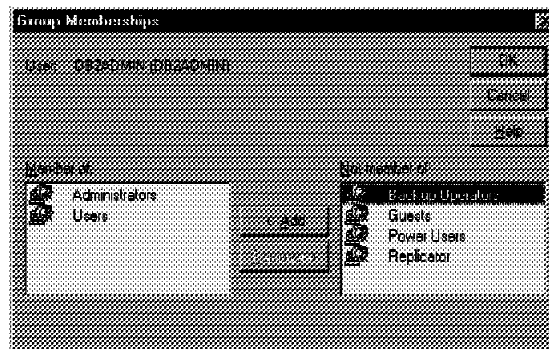 Group Memberships
User: DB2ADMIN (DB2ADMIN)
OK
Cancel
Help
Member of:
Not member of:
Administrators
Users
Backup Operators
Guests
Power Users
Replicator
<- Add